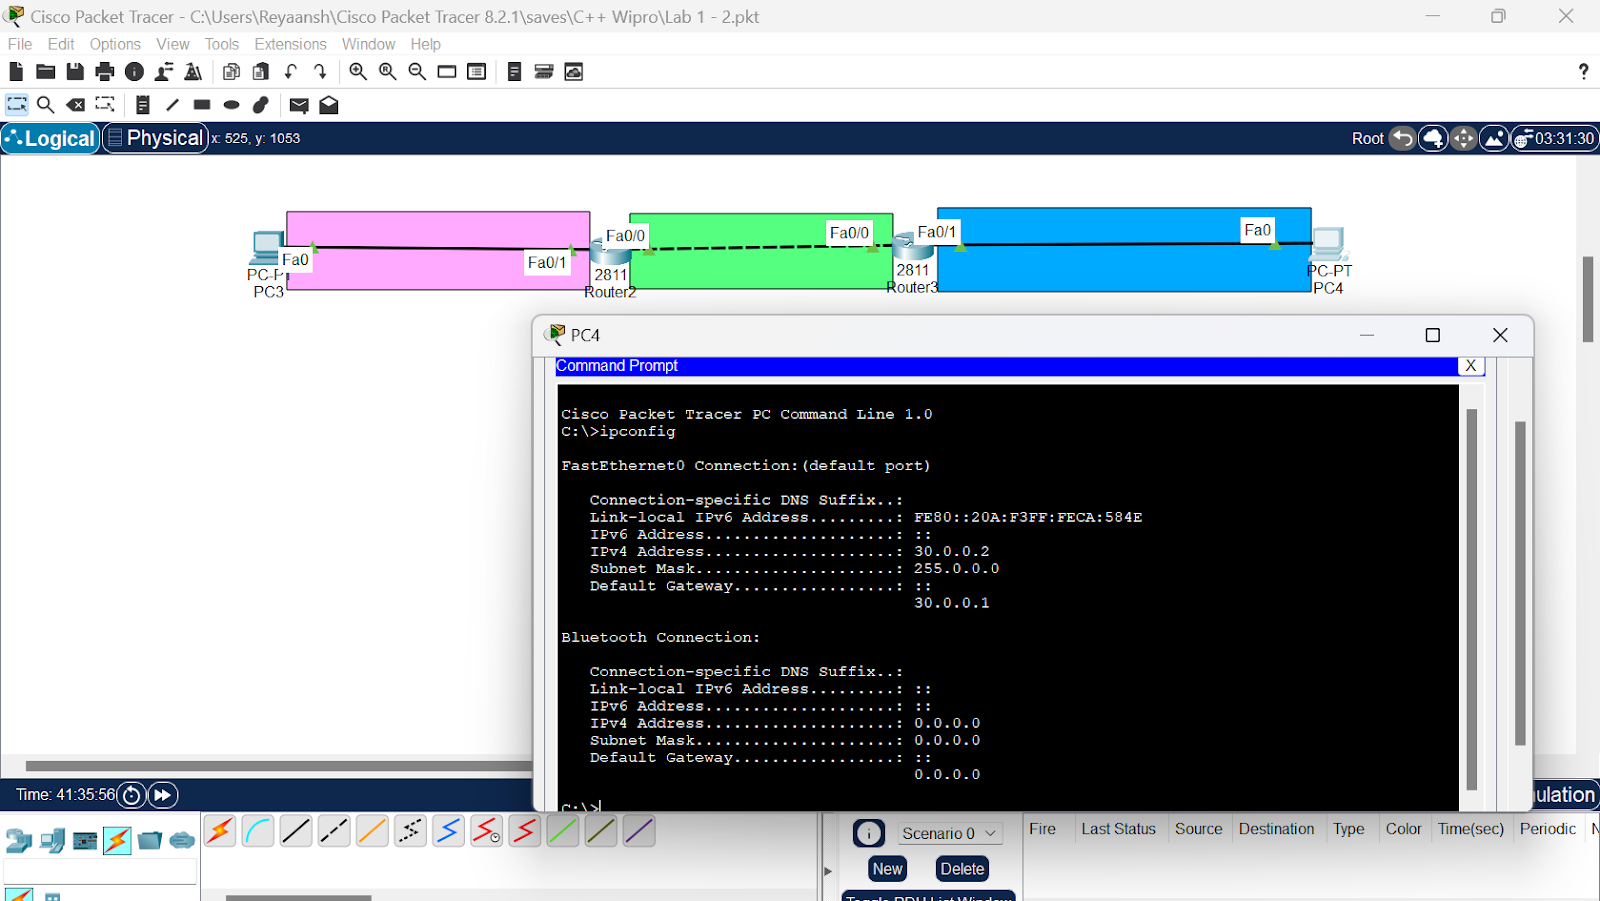 Cisco Packet Tracer - C:\Users\Reyaansh\Cisco Packet Tracer 8.2.1\saves\C++ Wipro\Lab 1 - 2.pkt
File Edit Options View Tools Extensions Window Help
?
Logical Physical x: 525, y: 1053 Root 03:31:30
Fa0 Fa0/1 Fa0/0 Fa0/0 Fa0/1 Fa0
PC-P 2811 2811 PC-PT
PC3 Router2 Router3 PC4
PC4
Command Prompt X
Cisco Packet Tracer PC Command Line 1.0
C:\>ipconfig
FastEthernet0 Connection:(default port)
Connection-specific DNS Suffix..:
Link-local IPv6 Address.........: FE80::20A:F3FF:FECA:584E
IPv6 Address....................: ::
IPv4 Address....................: 30.0.0.2
Subnet Mask.....................: 255.0.0.0
Default Gateway.................: ::
30.0.0.1
Bluetooth Connection:
Connection-specific DNS Suffix..:
Link-local IPv6 Address.........: ::
IPv6 Address....................: ::
IPv4 Address....................: 0.0.0.0
Subnet Mask.....................: 0.0.0.0
Default Gateway.................: ::
0.0.0.0
C:\>
Time: 41:35:56 ulation
Scenario 0 Fire Last Status Source Destination Type Color Time(sec) Periodic N
New Delete
Toggle PDU List Window